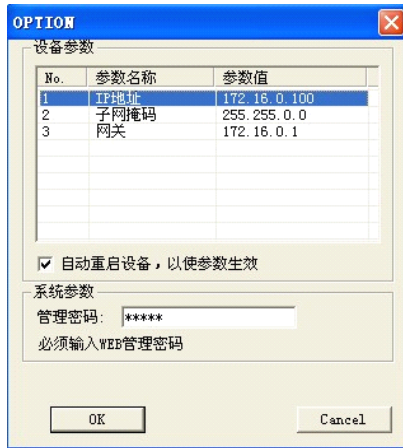 OPTION
设备参数
No. 参数名称 参数值
1 IP地址 172.16.0.100
2 子网掩码 255.255.0.0
3 网关 172.16.0.1
自动重启设备，以使参数生效
系统参数
管理密码: *****
必须输入WEB管理密码
OK Cancel